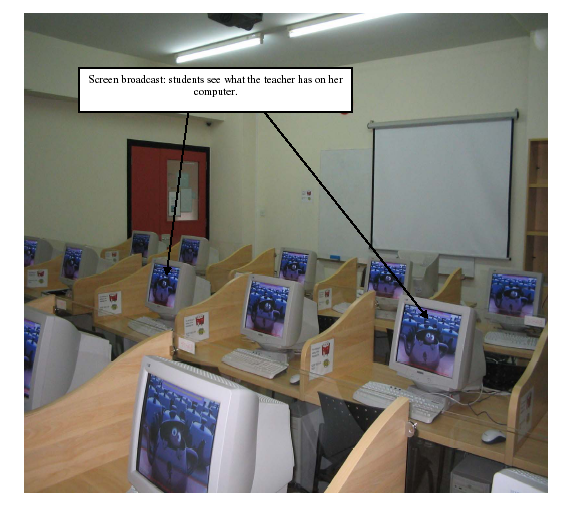 Screen broadcast: students see what the teacher has on her
computer.